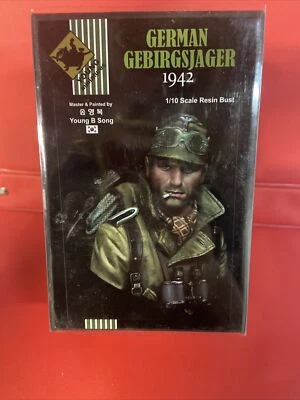 GERMAN
GEBIRGSJAGER
1942
1/10 Scale Resin Bust
Master & Painted by
송 영 복
Young B Song